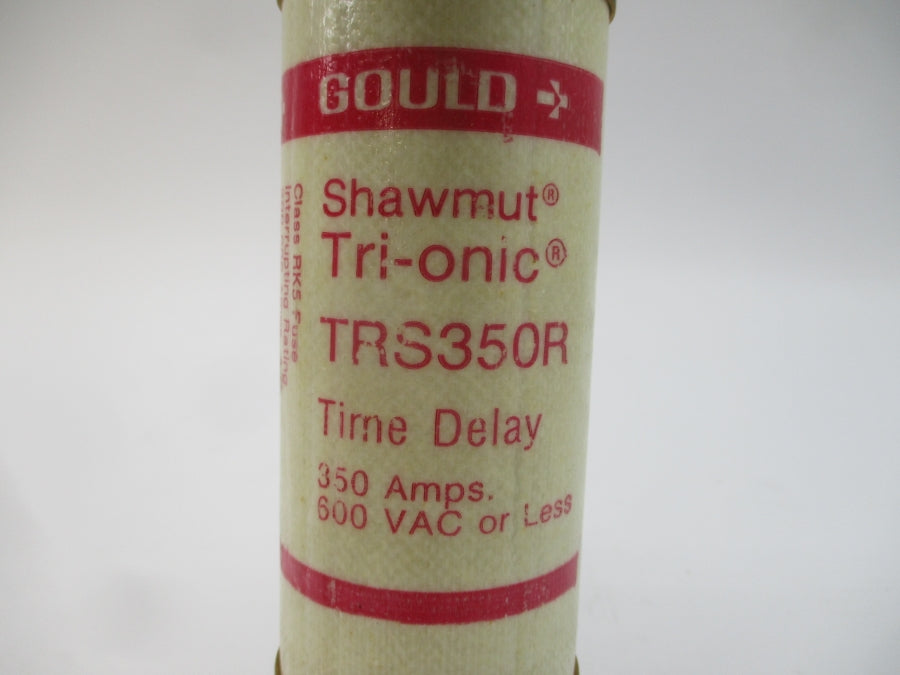 GOULD
Shawmut®
Tri-onic®
TRS350R
Time Delay
350 Amps.
600 VAC or Less
Class RK5 Fuse
Interrupting Rating